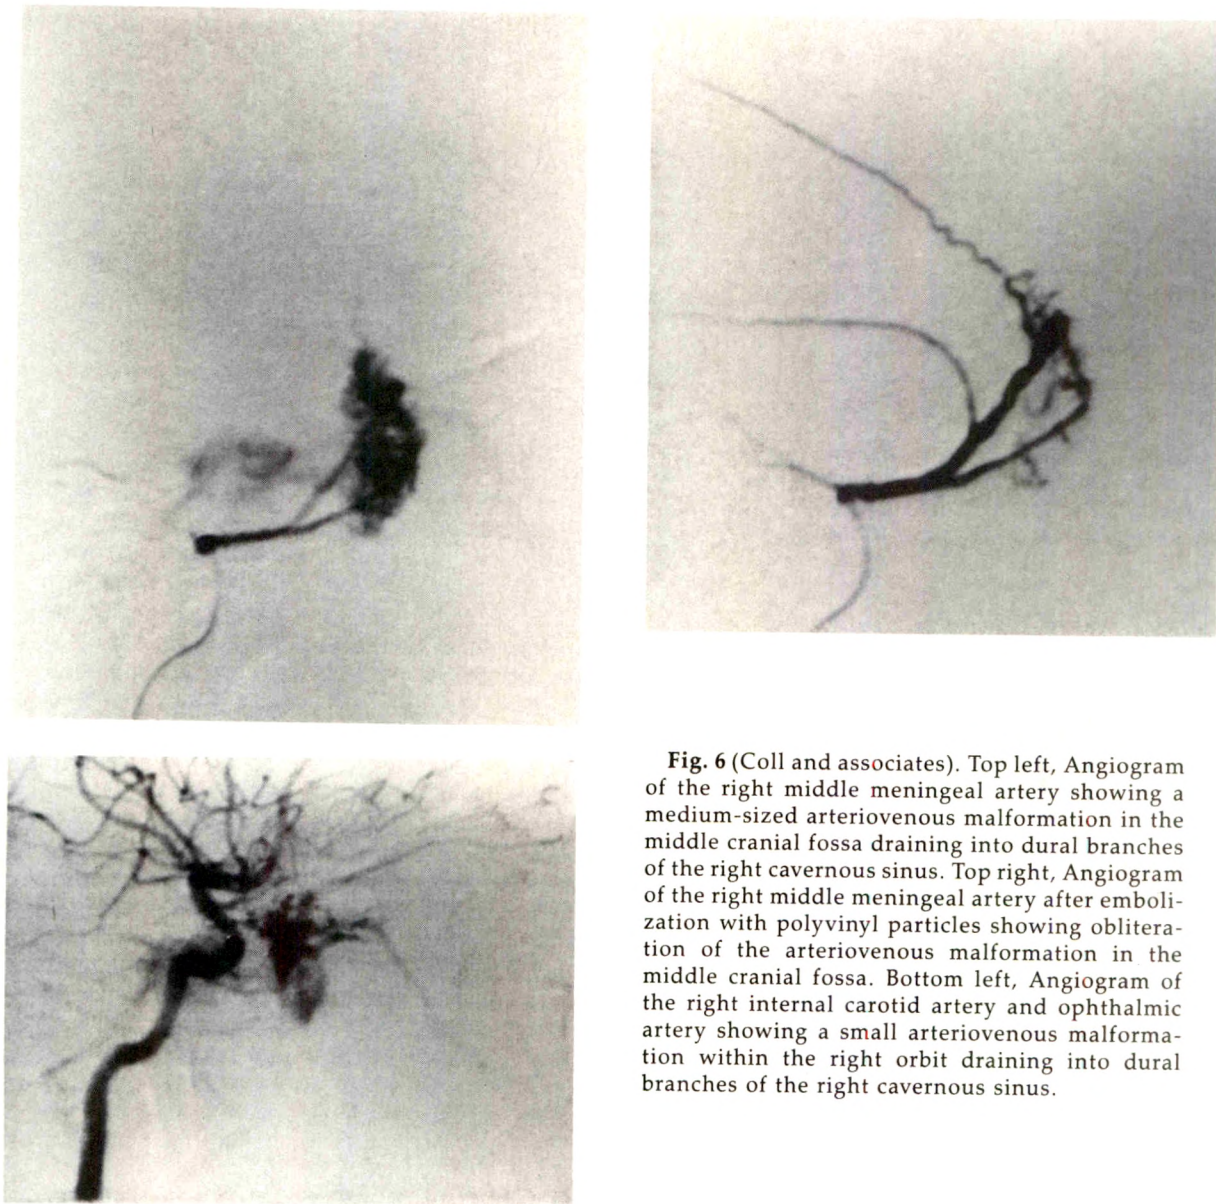 Fig. 6 (Coll and associates). Top left, Angiogram
of the right middle meningeal artery showing a
medium-sized arteriovenous malformation in the
middle cranial fossa draining into dural branches
of the right cavernous sinus. Top right, Angiogram
of the right middle meningeal artery after emboli-
zation with polyvinyl particles showing oblitera-
tion of the arteriovenous malformation in the
middle cranial fossa. Bottom left, Angiogram of
the right internal carotid artery and ophthalmic
artery showing a small arteriovenous malforma-
tion within the right orbit draining into dural
branches of the right cavernous sinus.